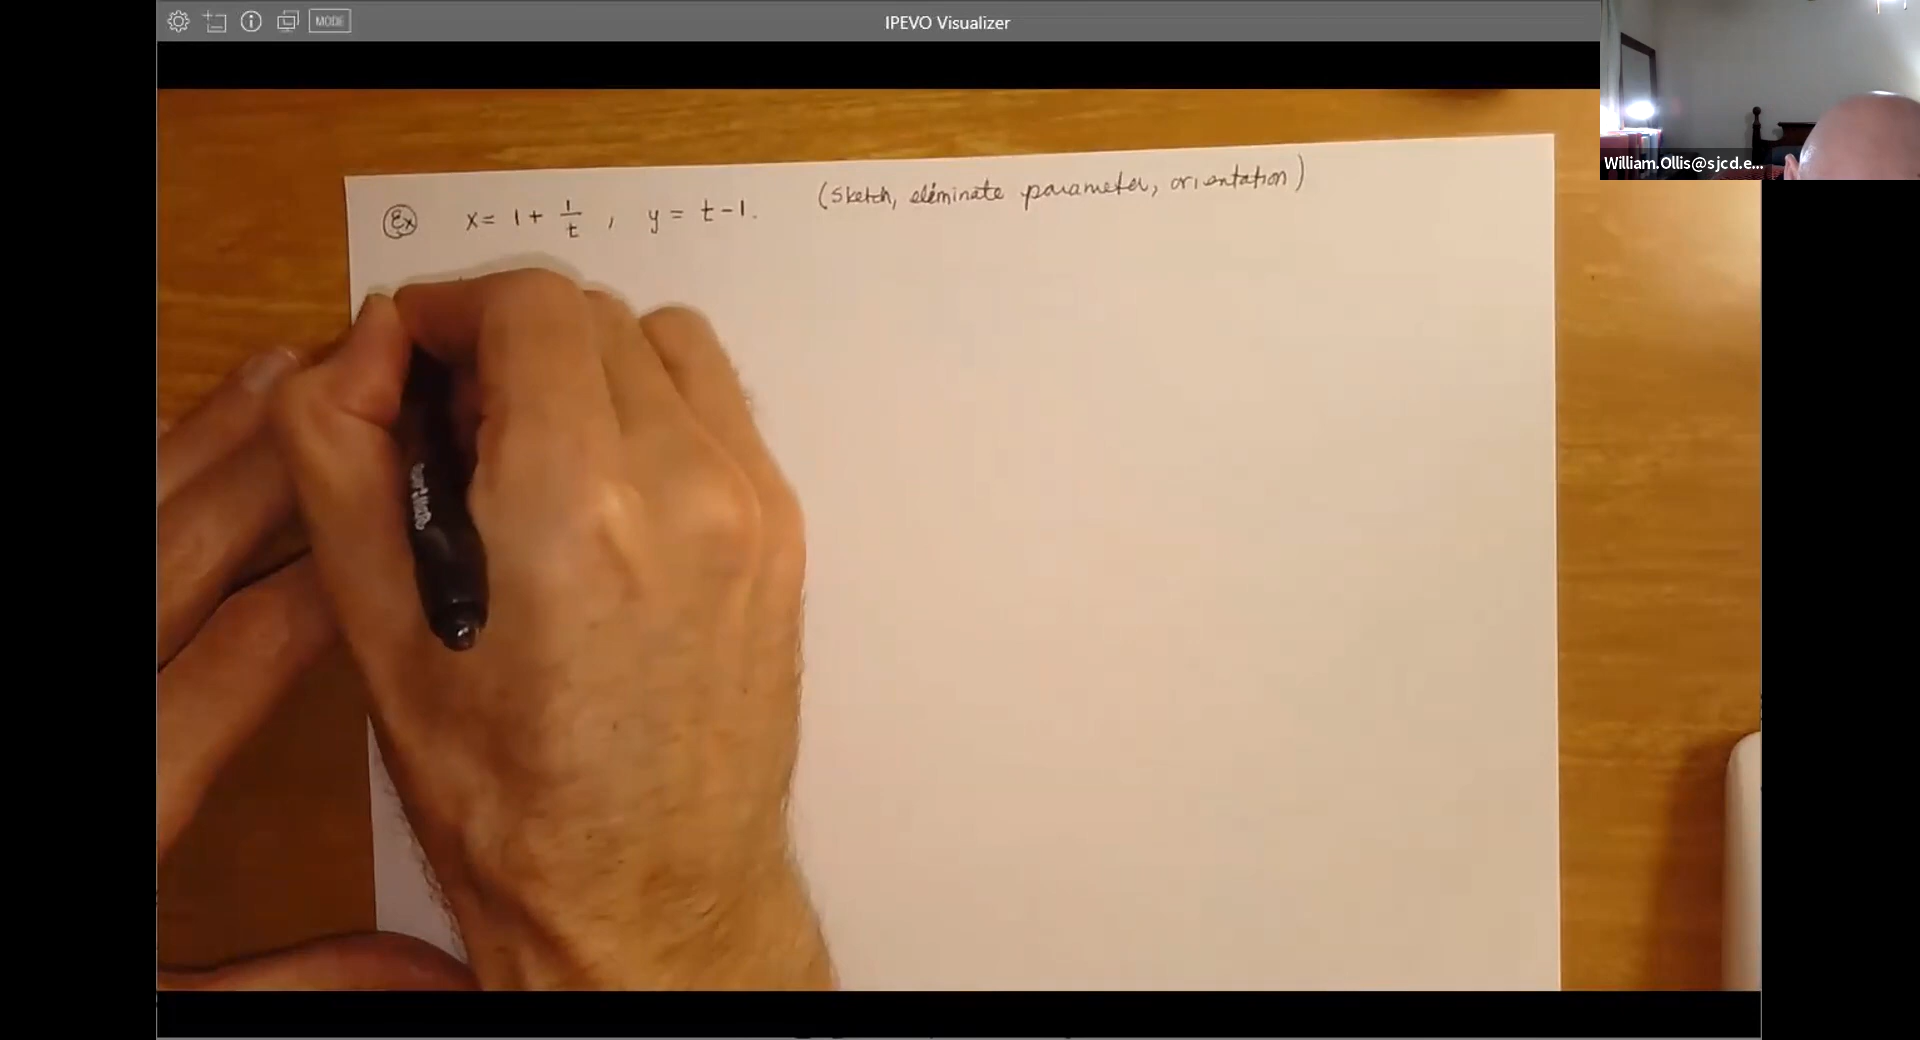 MODE
IPEVO Visualizer
William.Ollis@sjcd.e...
Ex x = 1 + 1/t , y = t - 1. (sketch, eliminate parameter, orientation)